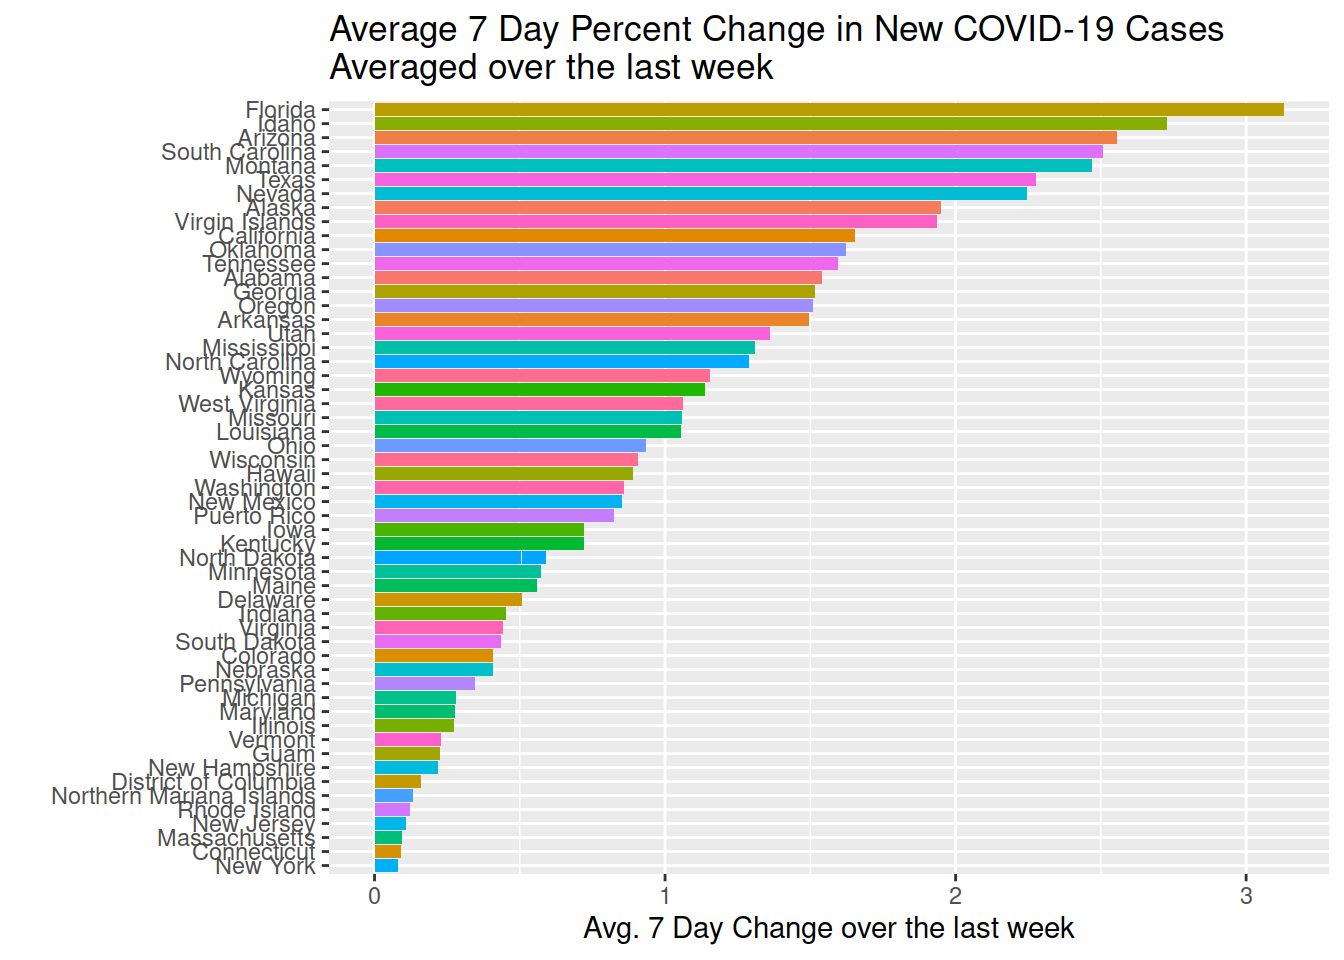 Average 7 Day Percent Change in New COVID-19 Cases
Averaged over the last week
Florida
Idaho
Arizona
South Carolina
Montana
Texas
Nevada
Alaska
Virgin Islands
California
Oklahoma
Tennessee
Alabama
Georgia
Oregon
Arkansas
Utah
Mississippi
North Carolina
Wyoming
Kansas
West Virginia
Missouri
Louisiana
Ohio
Wisconsin
Hawaii
Washington
New Mexico
Puerto Rico
Iowa
Kentucky
North Dakota
Minnesota
Maine
Delaware
Indiana
Virginia
South Dakota
Colorado
Nebraska
Pennsylvania
Michigan
Maryland
Illinois
Vermont
Guam
New Hampshire
District of Columbia
Northern Mariana Islands
Rhode Island
New Jersey
Massachusetts
Connecticut
New York
0 1 2 3
Avg. 7 Day Change over the last week